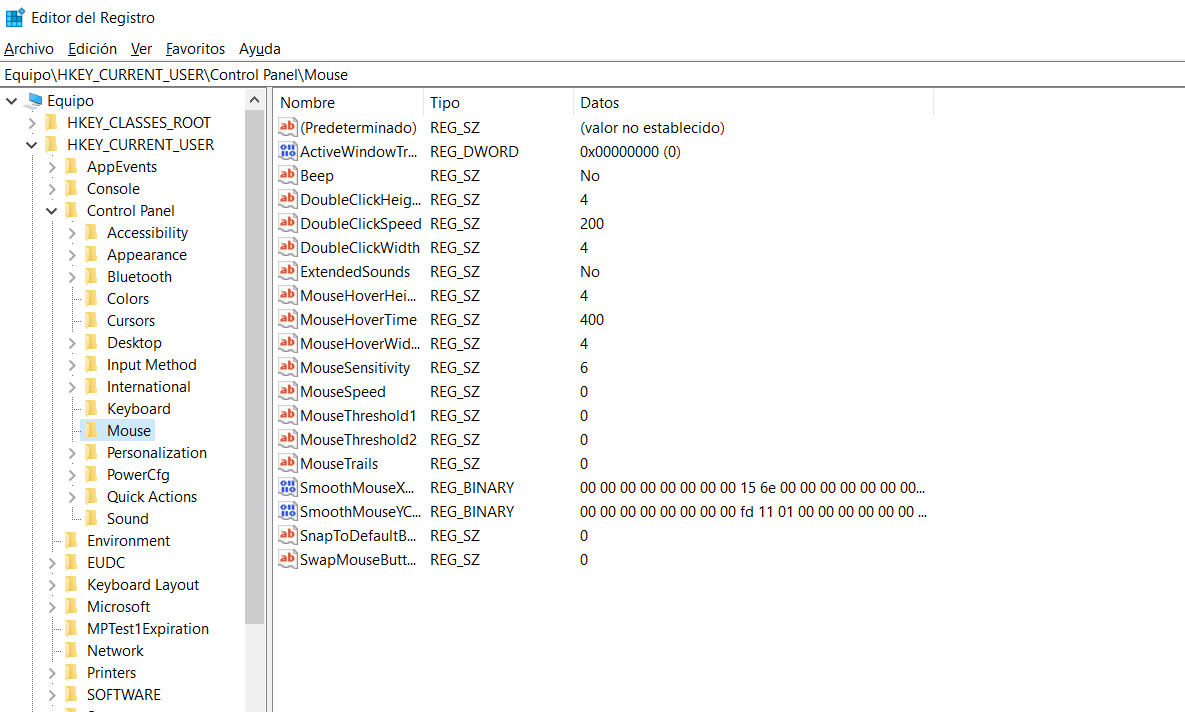 Editor del Registro
Archivo Edición Ver Favoritos Ayuda
Equipo\HKEY_CURRENT_USER\Control Panel\Mouse
Equipo
HKEY_CLASSES_ROOT
HKEY_CURRENT_USER
AppEvents
Console
Control Panel
Accessibility
Appearance
Bluetooth
Colors
Cursors
Desktop
Input Method
International
Keyboard
Mouse
Personalization
PowerCfg
Quick Actions
Sound
Environment
EUDC
Keyboard Layout
Microsoft
MPTest1Expiration
Network
Printers
SOFTWARE
Nombre Tipo Datos
(Predeterminado) REG_SZ (valor no establecido)
ActiveWindowTr... REG_DWORD 0x00000000 (0)
Beep REG_SZ No
DoubleClickHeig... REG_SZ 4
DoubleClickSpeed REG_SZ 200
DoubleClickWidth REG_SZ 4
ExtendedSounds REG_SZ No
MouseHoverHei... REG_SZ 4
MouseHoverTime REG_SZ 400
MouseHoverWid... REG_SZ 4
MouseSensitivity REG_SZ 6
MouseSpeed REG_SZ 0
MouseThreshold1 REG_SZ 0
MouseThreshold2 REG_SZ 0
MouseTrails REG_SZ 0
SmoothMouseX... REG_BINARY 00 00 00 00 00 00 00 00 15 6e 00 00 00 00 00 00 00...
SmoothMouseYC... REG_BINARY 00 00 00 00 00 00 00 00 fd 11 01 00 00 00 00 00 00 ...
SnapToDefaultB... REG_SZ 0
SwapMouseButt... REG_SZ 0